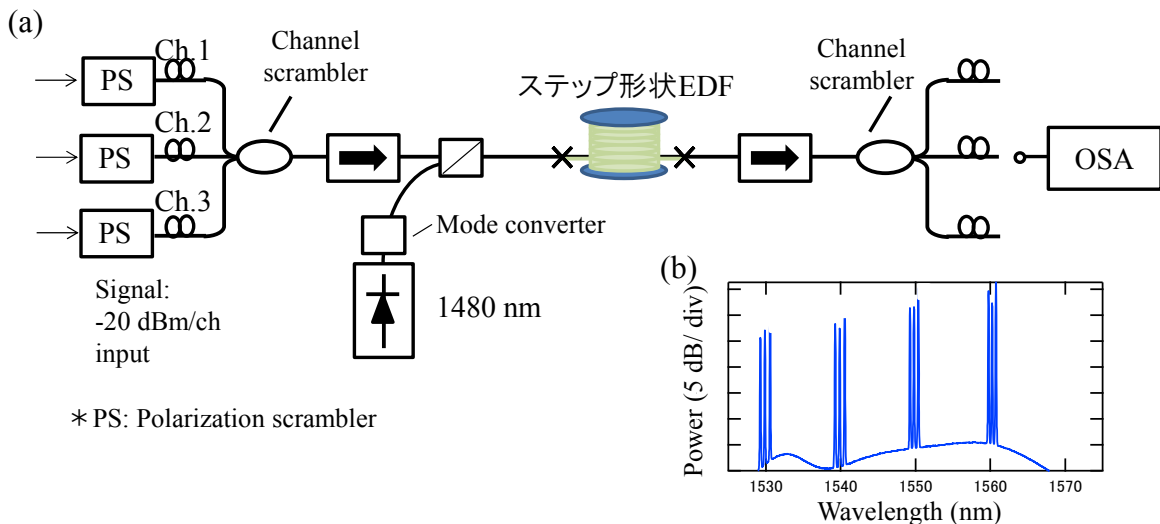 (a)
Ch.1
PS
Ch.2
PS
Ch.3
PS
Channel
scrambler
ステップ形状EDF
Channel
scrambler
OSA
Mode converter
1480 nm
Signal:
-20 dBm/ch
input
＊PS: Polarization scrambler
(b)
Power (5 dB/ div)
1530 1540 1550 1560 1570
Wavelength (nm)